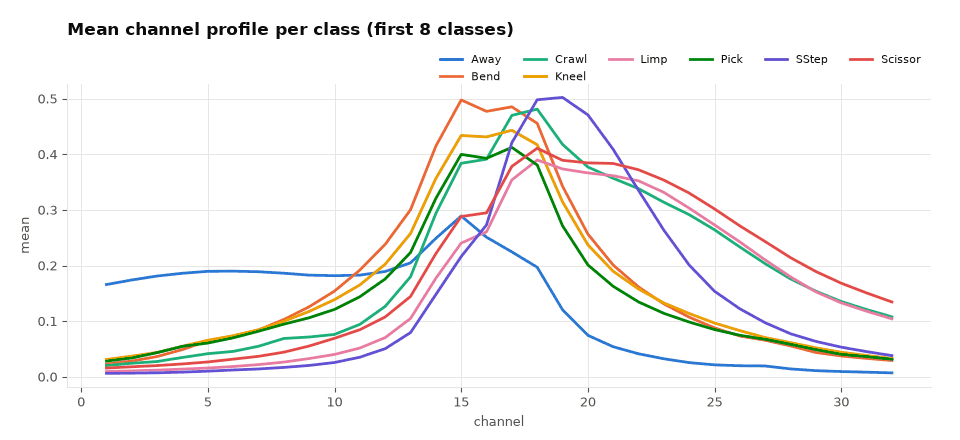 Mean channel profile per class (first 8 classes)
Away Crawl Limp Pick SStep Scissor
Bend Kneel
0.5
0.4
0.3
0.2
0.1
0.0
mean
0 5 10 15 20 25 30
channel